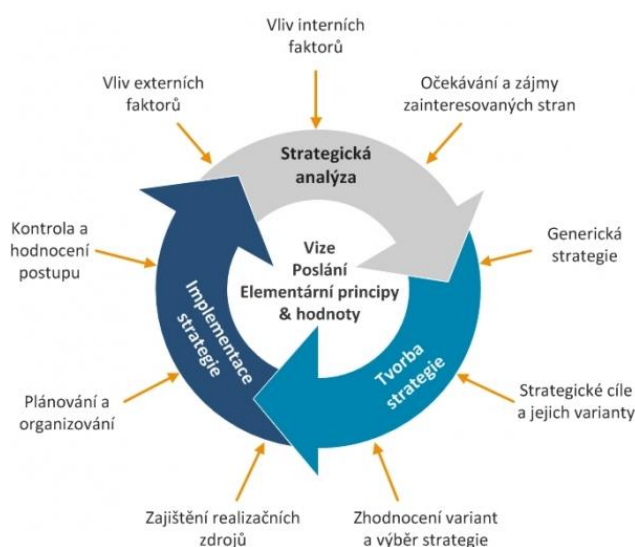 Vliv interních
faktorů
Vliv externích
faktorů
Očekávání a zájmy
zainteresovaných stran
Strategická
analýza
Kontrola a
hodnocení
postupu
Generická
strategie
Vize
Poslání
Elementární principy
& hodnoty
Implementace
strategie
Tvorba
strategie
Plánování a
organizování
Strategické cíle
a jejich varianty
Zajištění realizačních
zdrojů
Zhodnocení variant
a výběr strategie